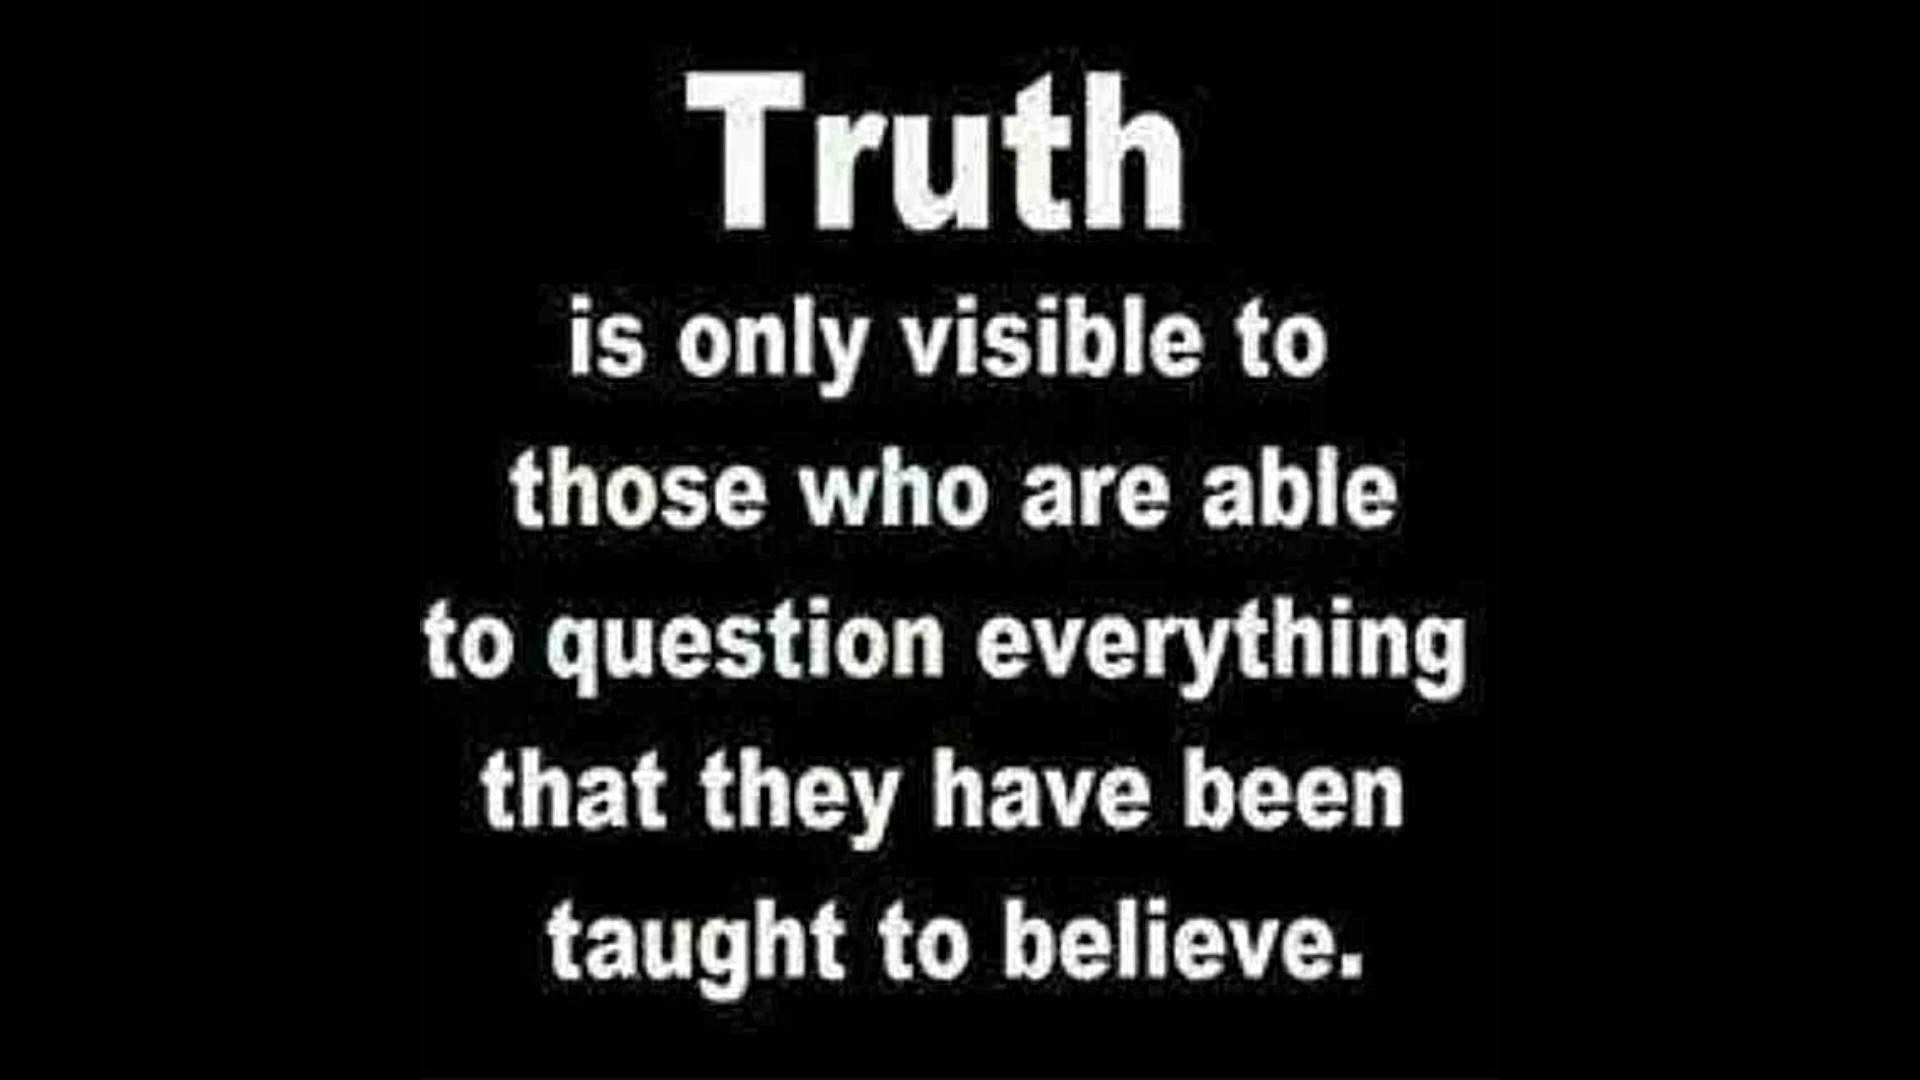 Truth
is only visible to
those who are able
to question everything
that they have been
taught to believe.